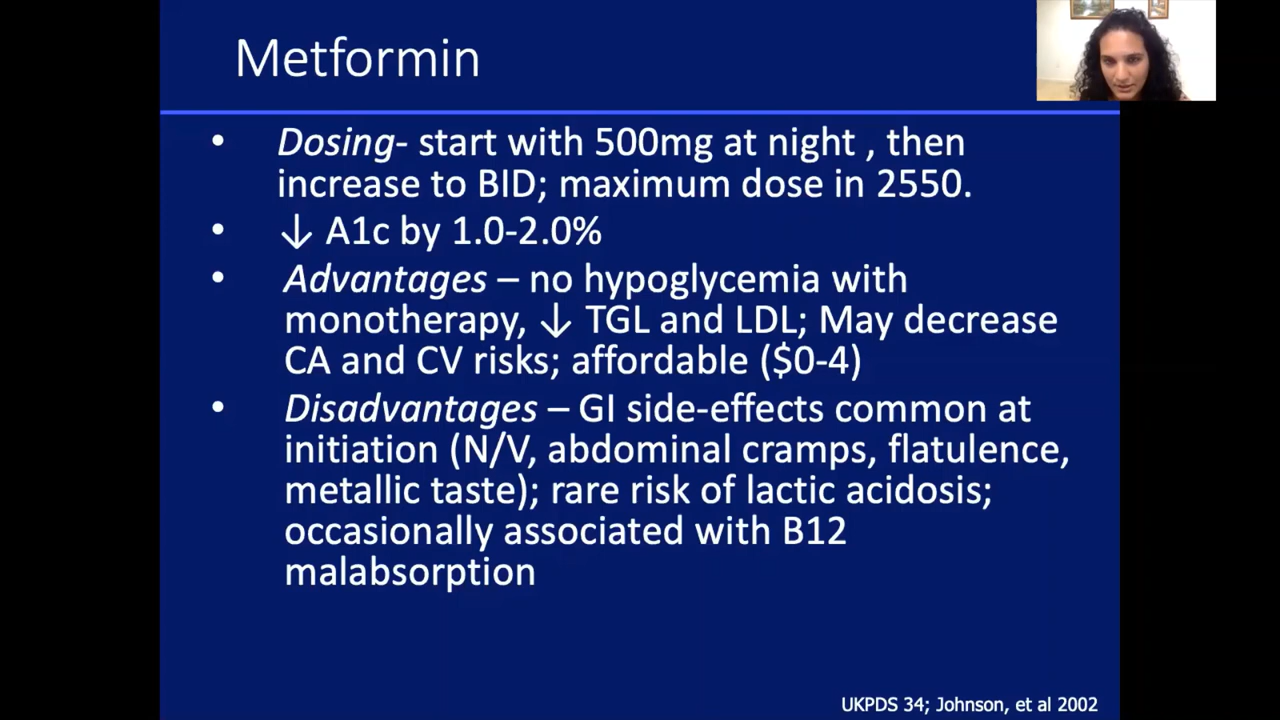 Metformin
• Dosing- start with 500mg at night , then
increase to BID; maximum dose in 2550.
• ↓ A1c by 1.0-2.0%
• Advantages – no hypoglycemia with
monotherapy, ↓ TGL and LDL; May decrease
CA and CV risks; affordable ($0-4)
• Disadvantages – GI side-effects common at
initiation (N/V, abdominal cramps, flatulence,
metallic taste); rare risk of lactic acidosis;
occasionally associated with B12
malabsorption
UKPDS 34; Johnson, et al 2002